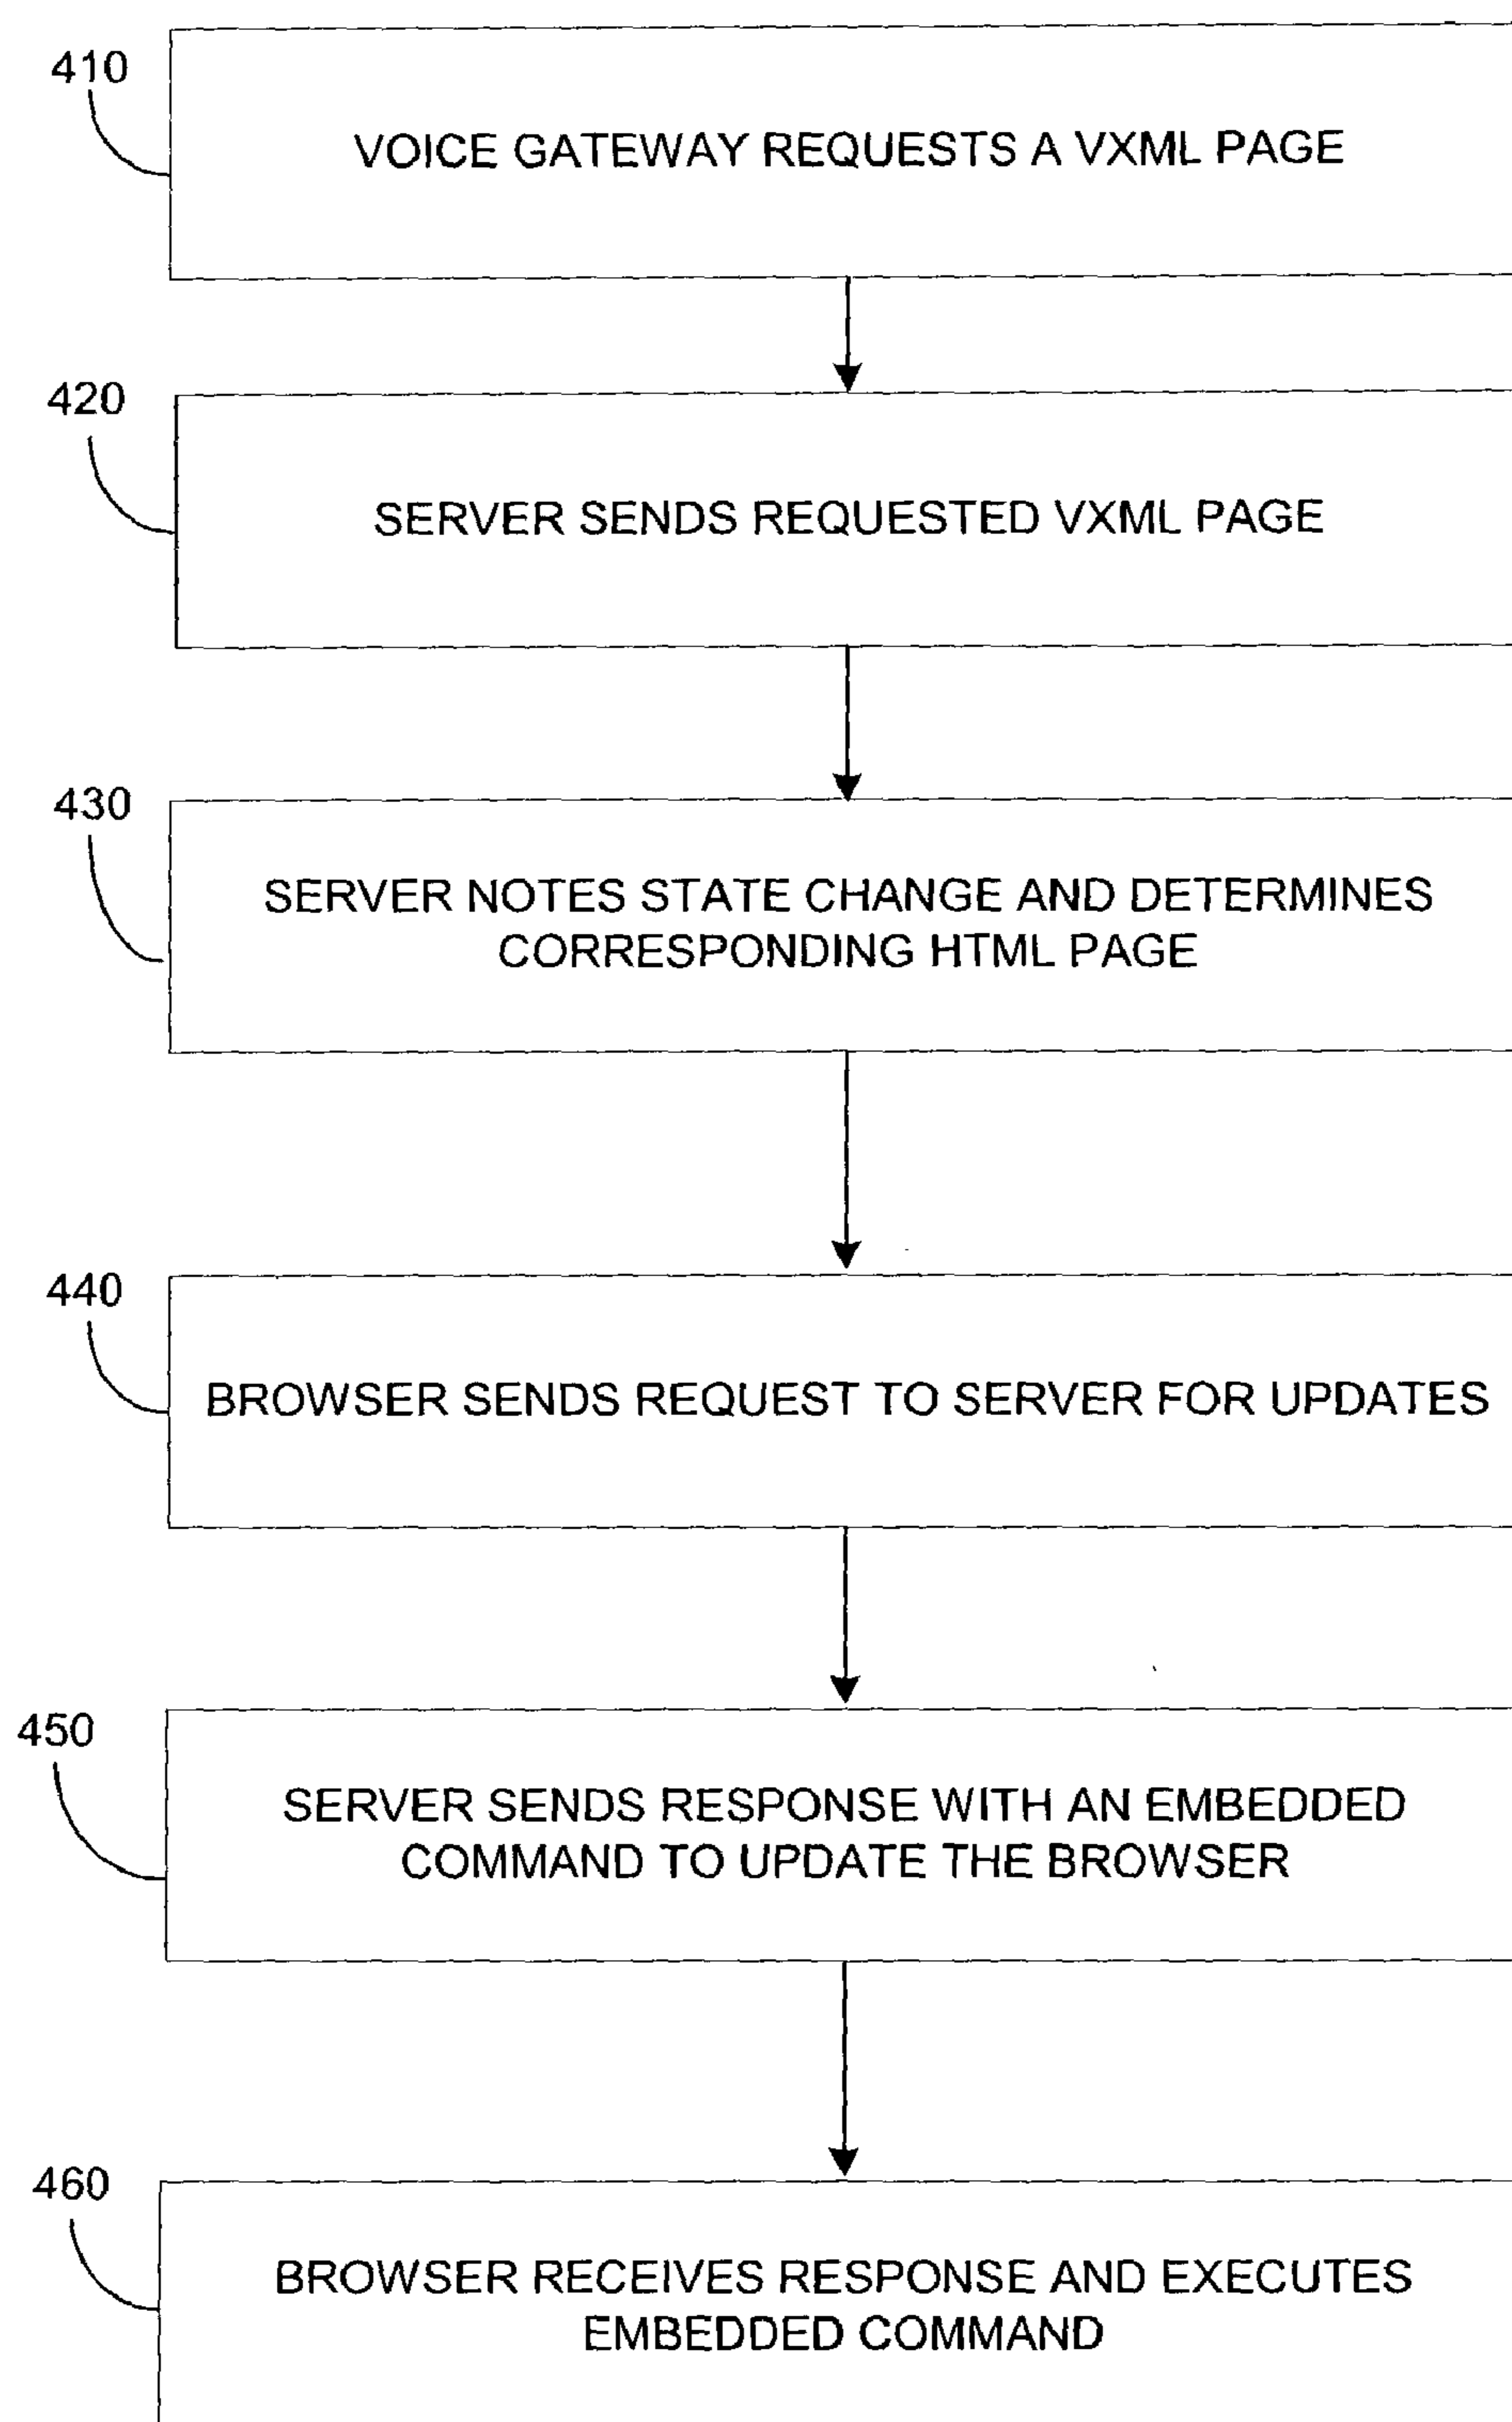 410
VOICE GATEWAY REQUESTS A VXML PAGE
420
SERVER SENDS REQUESTED VXML PAGE
430
SERVER NOTES STATE CHANGE AND DETERMINES
CORRESPONDING HTML PAGE
440
BROWSER SENDS REQUEST TO SERVER FOR UPDATES
450
SERVER SENDS RESPONSE WITH AN EMBEDDED
COMMAND TO UPDATE THE BROWSER
460
BROWSER RECEIVES RESPONSE AND EXECUTES
EMBEDDED COMMAND